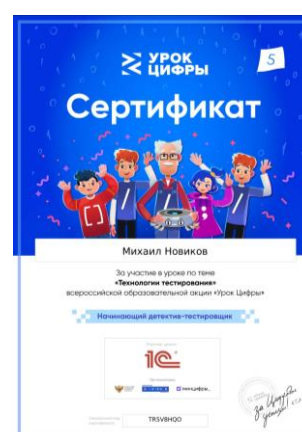 УРОК
ЦИФРЫ
5
Сертификат
Михаил Новиков
За участие в уроке по теме
«Технологии тестирования»
всероссийской образовательной акции «Урок Цифры»
Начинающий детектив-тестировщик
1С
минцифры
TRSV8HQO